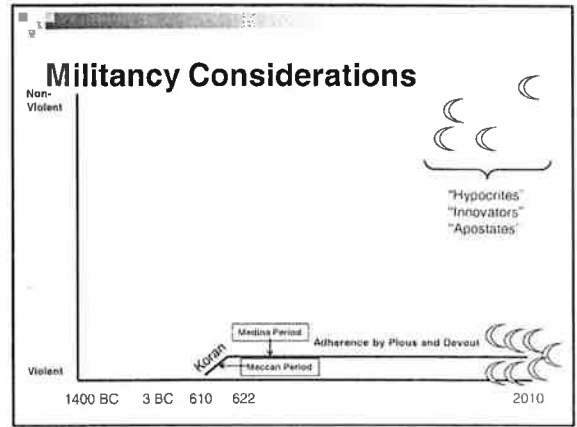 Militancy Considerations
Non-
Violent
"Hypocrites"
"Innovators"
"Apostates"
Medina Period
Adherence by Pious and Devout
Koran
Meccan Period
Violent
1400 BC 3 BC 610 622 2010